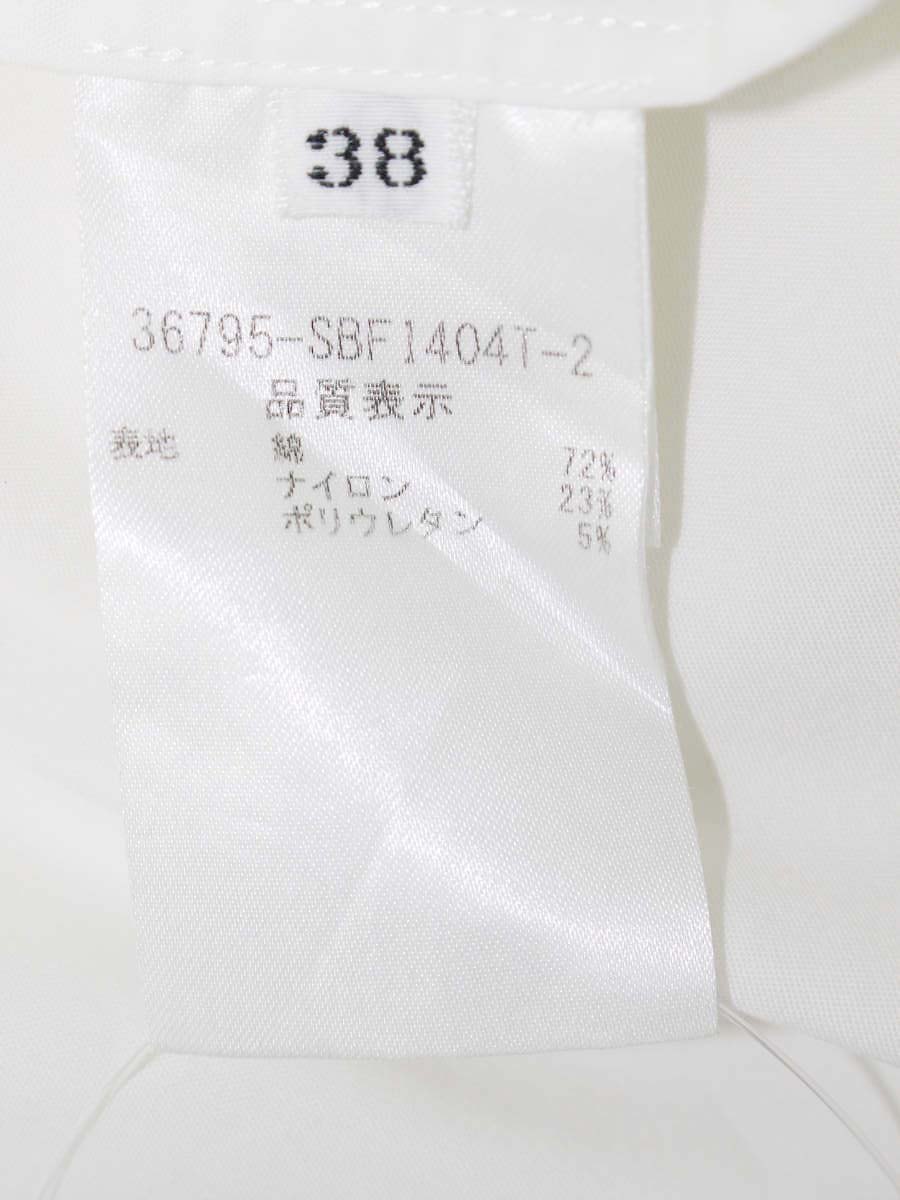 38
36795-SBF1404T-2
品質表示
表地 綿 72%
ナイロン 23%
ポリウレタン 5%